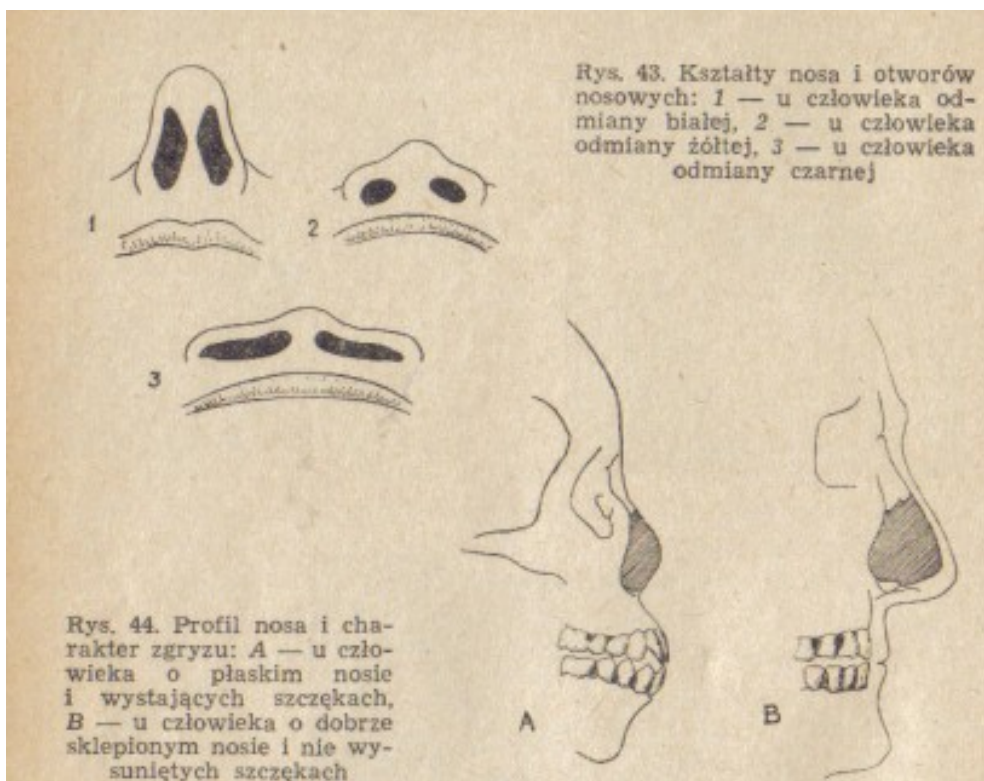 Rys. 43. Kształty nosa i otworów
nosowych: 1 — u człowieka od-
miany białej, 2 — u człowieka
odmiany żółtej, 3 — u człowieka
odmiany czarnej
1
2
3
Rys. 44. Profil nosa i cha-
rakter zgryzu: A — u czło-
wieka o płaskim nosie
i wystających szczękach,
B — u człowieka o dobrze
sklepionym nosie i nie wy-
suniętych szczękach
A
B